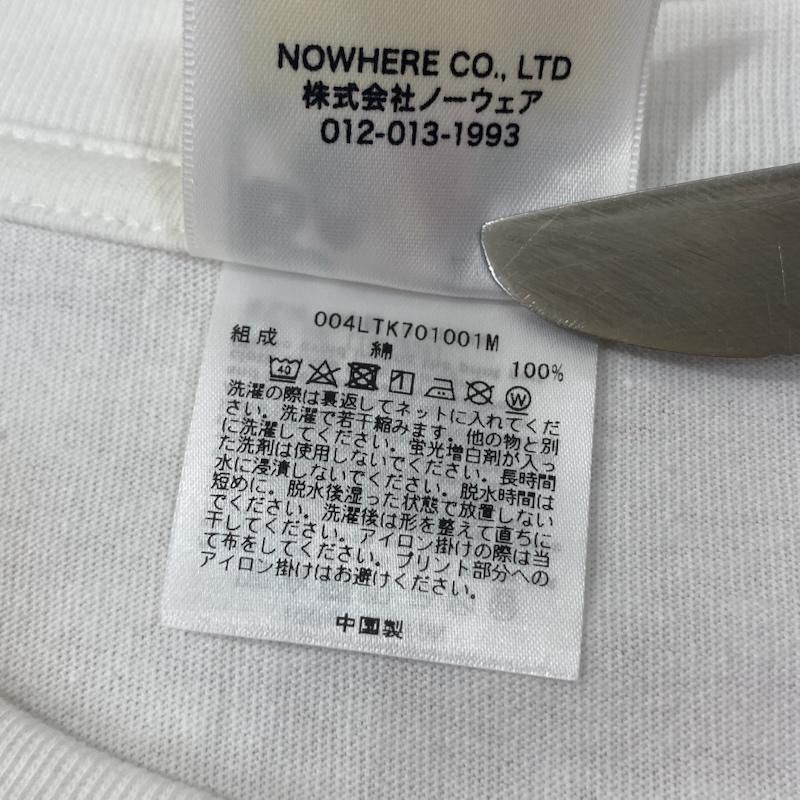 NOWHERE CO., LTD
株式会社ノーウェア
012-013-1993
004LTK701001M
組成 綿 100%
40 W
洗濯の際は裏返してネットに入れてくだ
さい。洗濯で若干縮みます。他の物と別
に洗濯してください。蛍光増白剤が入っ
た洗剤は使用しないでください。長時間
水に浸漬しないでください。脱水時間は
短めに。脱水後湿った状態で放置しない
でください。洗濯後は形を整えて直ちに
干してください。アイロン掛けの際は当
て布をしてください。プリント部分への
アイロン掛けはお避けください。
中国製